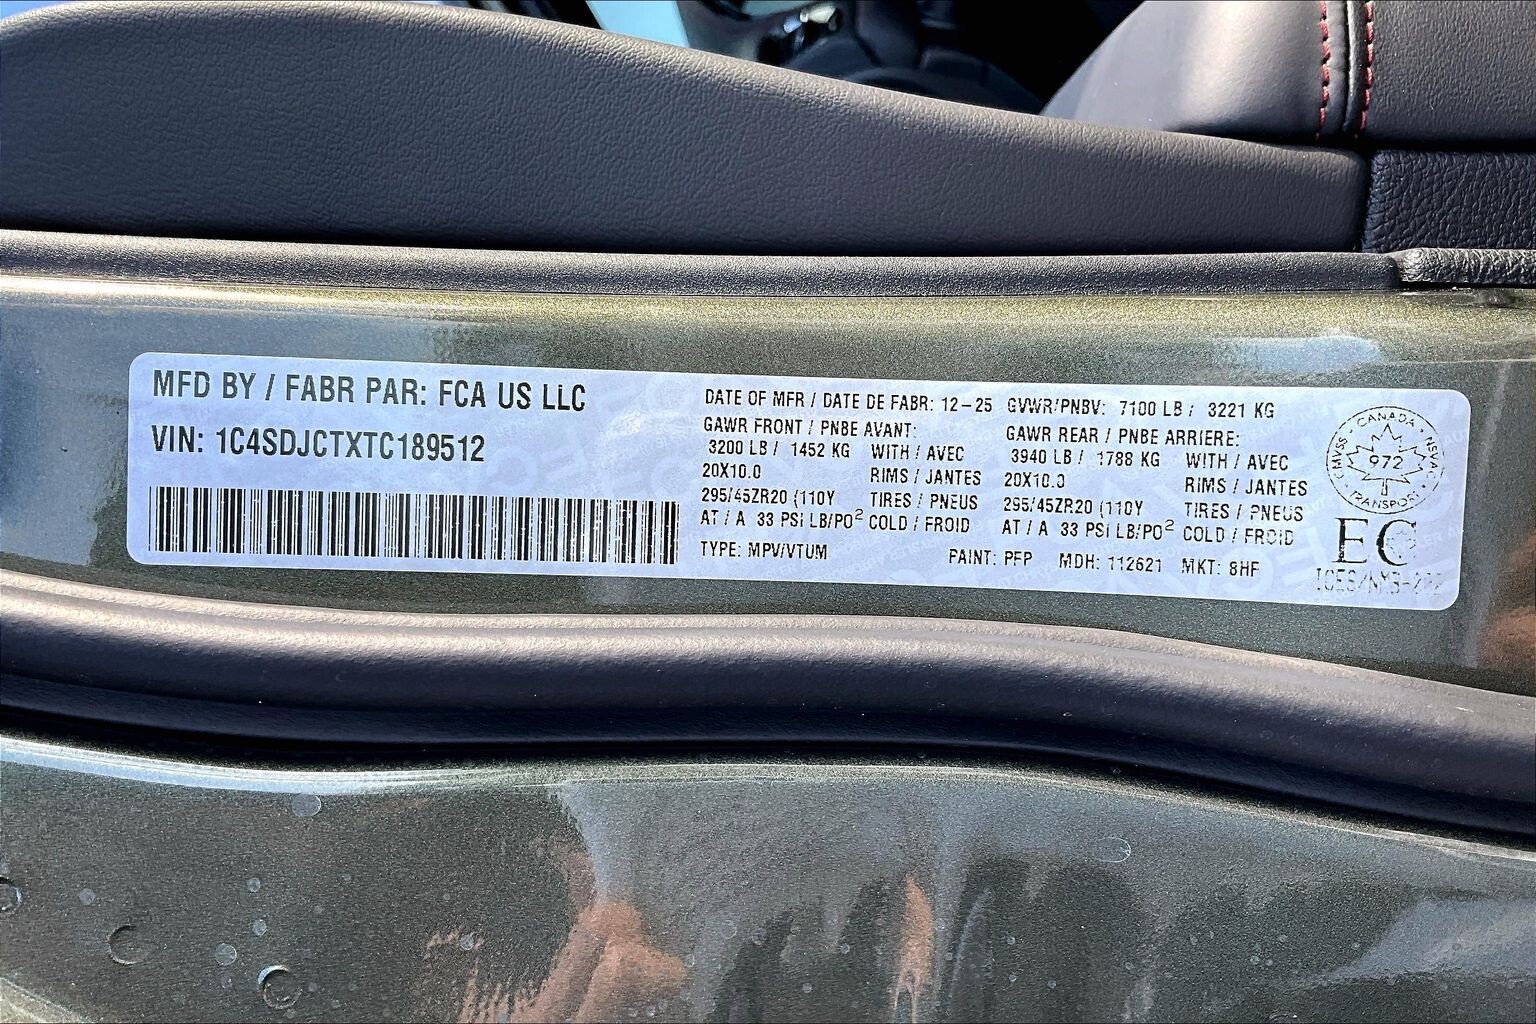 MFD BY / FABR PAR: FCA US LLC
VIN: 1C4SDJCTXTC189512
DATE OF MFR / DATE DE FABR: 12-25 GVWR/PNBV: 7100 LB / 3221 KG
GAWR FRONT / PNBE AVANT:
3200 LB / 1452 KG WITH / AVEC
20X10.0 RIMS / JANTES
295/45ZR20 (110Y TIRES / PNEUS
AT / A 33 PSI LB/PO² COLD / FROID
GAWR REAR / PNBE ARRIERE:
3940 LB / 1788 KG WITH / AVEC
20X10.0 RIMS / JANTES
295/45ZR20 (110Y TIRES / PNEUS
AT / A 33 PSI LB/PO² COLD / FROID
TYPE: MPV/VTUM PAINT: PFP MDH: 112621 MKT: 8HF
CANADA
CMVSS 972 NSVAC
TRANSPORT
EC